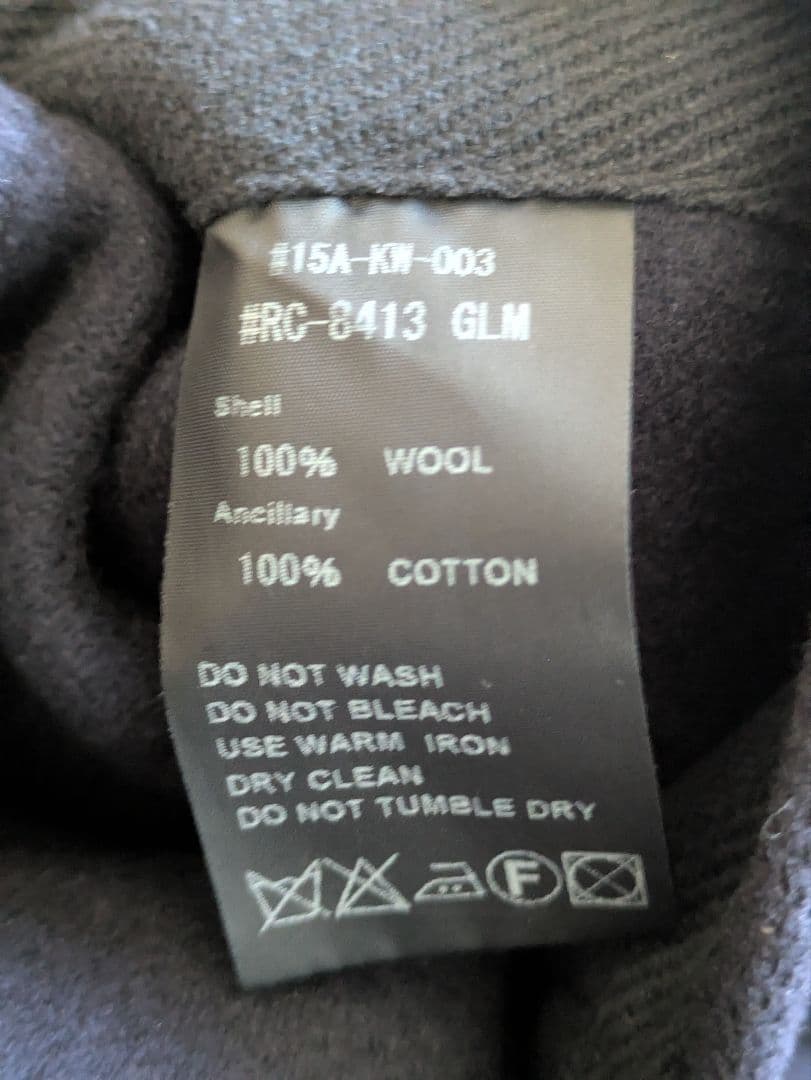 #15A-KW-003
#RC-8413 GLM
Shell
100% WOOL
Ancillary
100% COTTON
DO NOT WASH
DO NOT BLEACH
USE WARM IRON
DRY CLEAN
DO NOT TUMBLE DRY
F